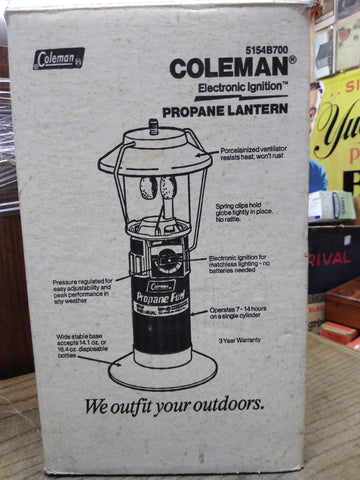 Coleman®
5154B700
COLEMAN®
Electronic Ignition™
PROPANE LANTERN
Porcelainized ventilator
resists heat, won't rust
Spring clips hold
globe tightly in place.
No rattle.
Electronic Ignition for
matchless lighting - no
batteries needed
Pressure regulated for
easy adjustability and
peak performance in
any weather
Coleman
Propane Fuel
Operates 7 - 14 hours
on a single cylinder
Wide stable base
accepts 14.1 oz. or
16.4 oz. disposable
bottles
3 Year Warranty
We outfit your outdoors.
RIVAL